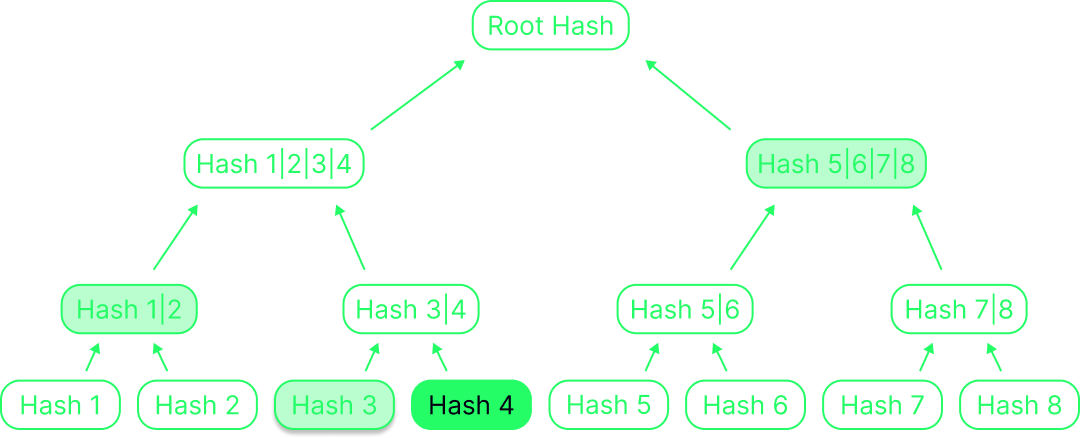 Root Hash
Hash 1|2|3|4
Hash 5|6|7|8
Hash 1|2
Hash 3|4
Hash 5|6
Hash 7|8
Hash 1
Hash 2
Hash 3
Hash 4
Hash 5
Hash 6
Hash 7
Hash 8